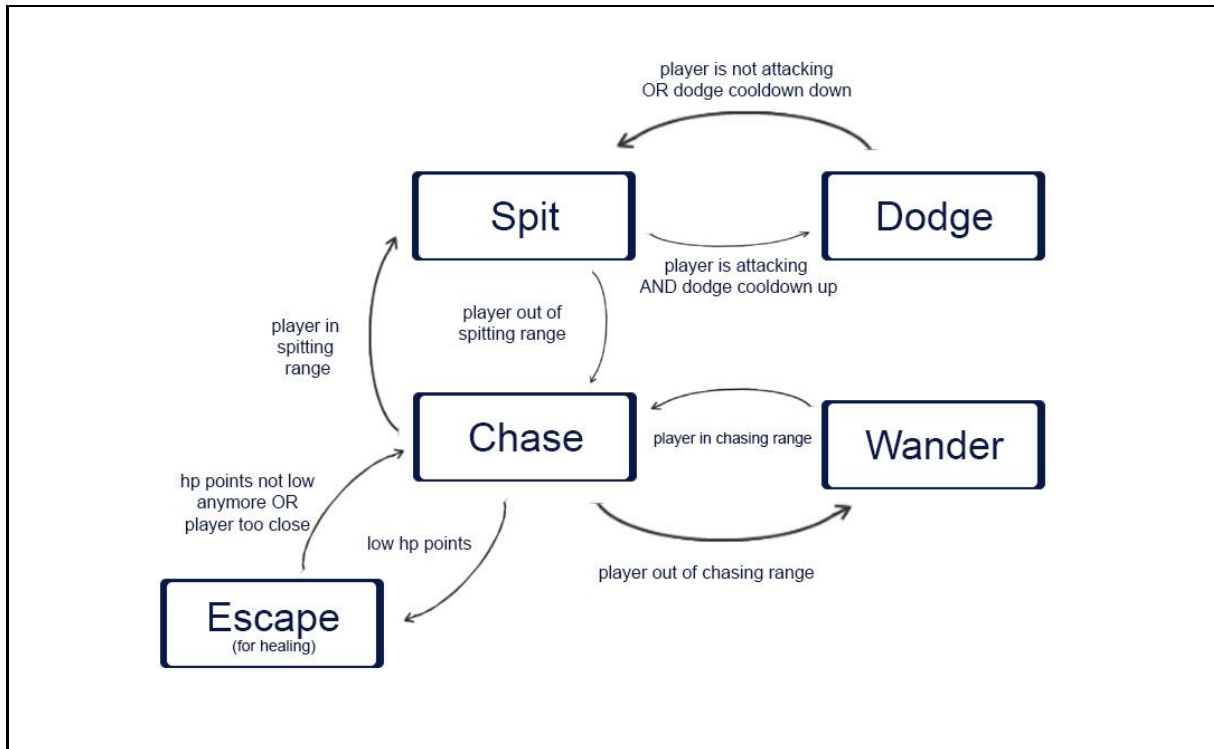 player is not attacking
OR dodge cooldown down
Spit
Dodge
player is attacking
AND dodge cooldown up
player out of
spitting range
player in
spitting
range
Chase
player in chasing range
Wander
hp points not low
anymore OR
player too close
low hp points
player out of chasing range
Escape
(for healing)